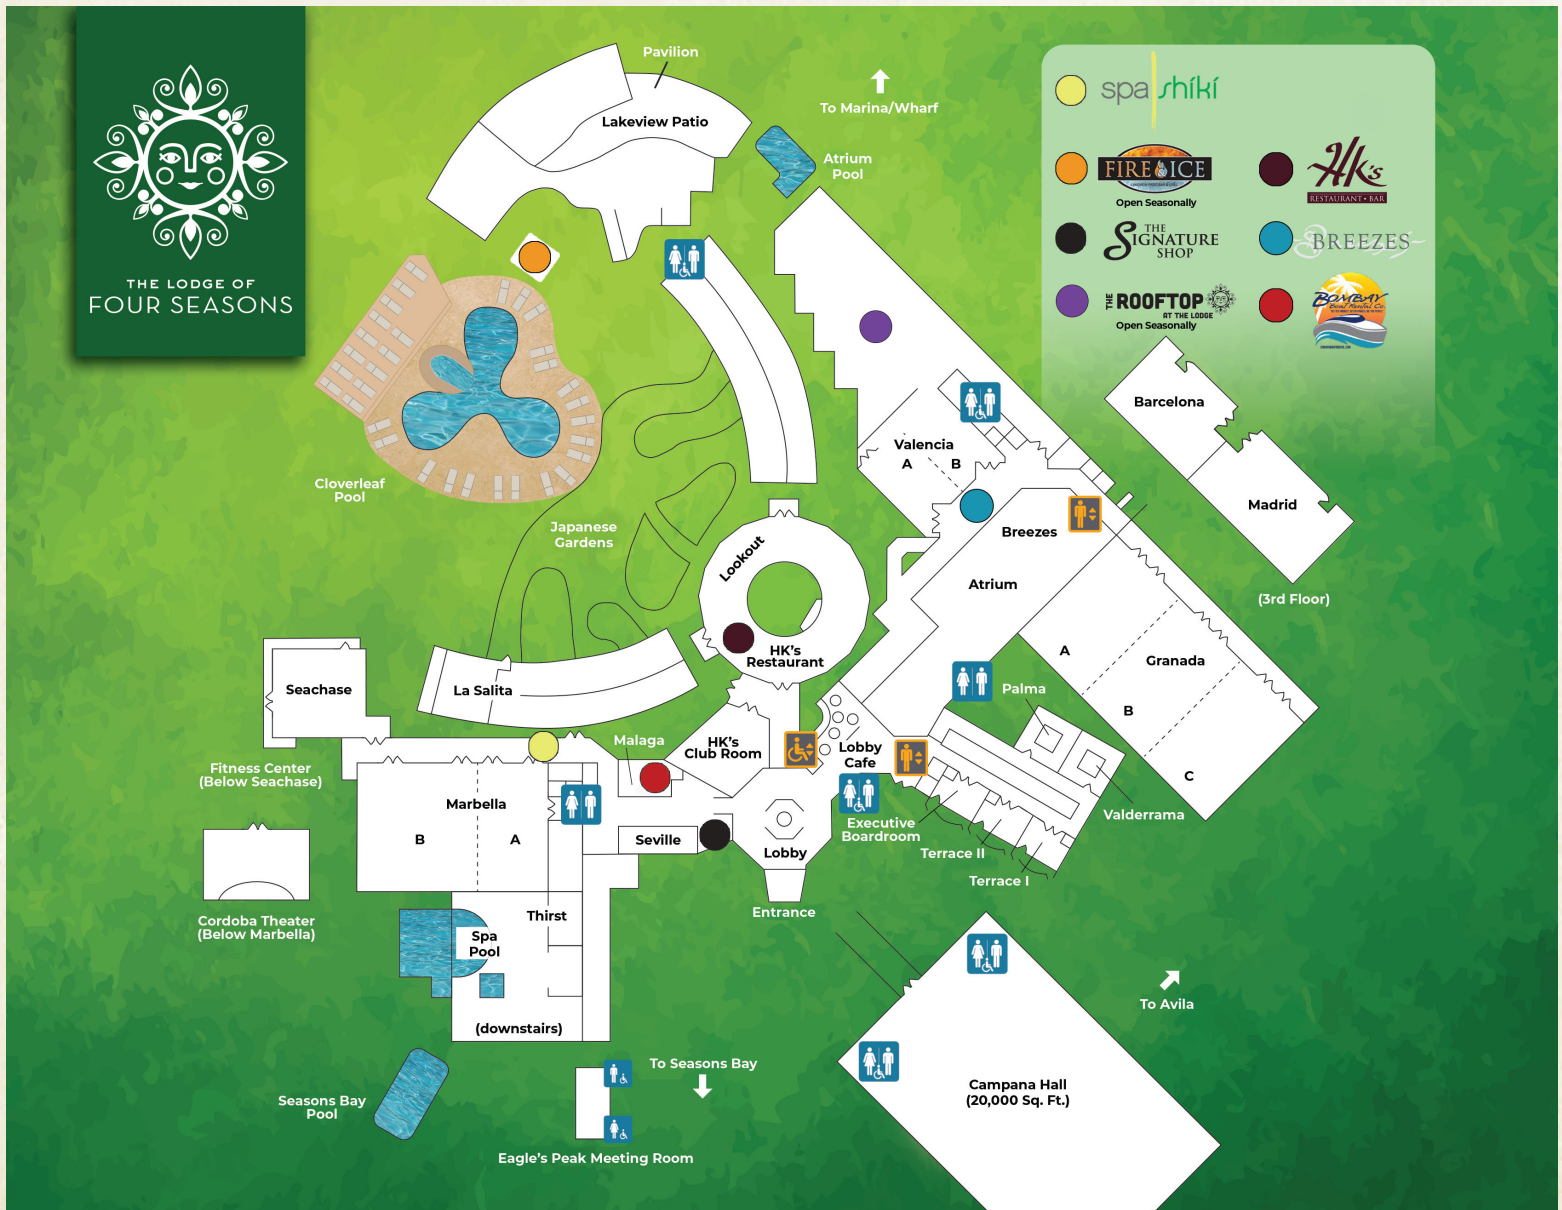 THE LODGE OF
FOUR SEASONS
Pavilion
Lakeview Patio
To Marina/Wharf
Atrium
Pool
spa shíkí
FIRE & ICE
Open Seasonally
HK's
RESTAURANT • BAR
THE
SIGNATURE
SHOP
BREEZES
THE ROOFTOP
AT THE LODGE
Open Seasonally
BOMBAY
Boat Rental Co.
Barcelona
Madrid
(3rd Floor)
Cloverleaf
Pool
Japanese
Gardens
Valencia
A B
Breezes
Atrium
Lookout
HK's
Restaurant
A
Granada
B
C
Palma
Valderrama
Seachase
La Salita
Fitness Center
(Below Seachase)
Malaga
HK's
Club Room
Lobby
Cafe
Marbella
B A
Seville
Lobby
Executive
Boardroom
Terrace II
Terrace I
Entrance
Cordoba Theater
(Below Marbella)
Thirst
Spa
Pool
(downstairs)
To Avila
Seasons Bay
Pool
To Seasons Bay
Eagle's Peak Meeting Room
Campana Hall
(20,000 Sq. Ft.)